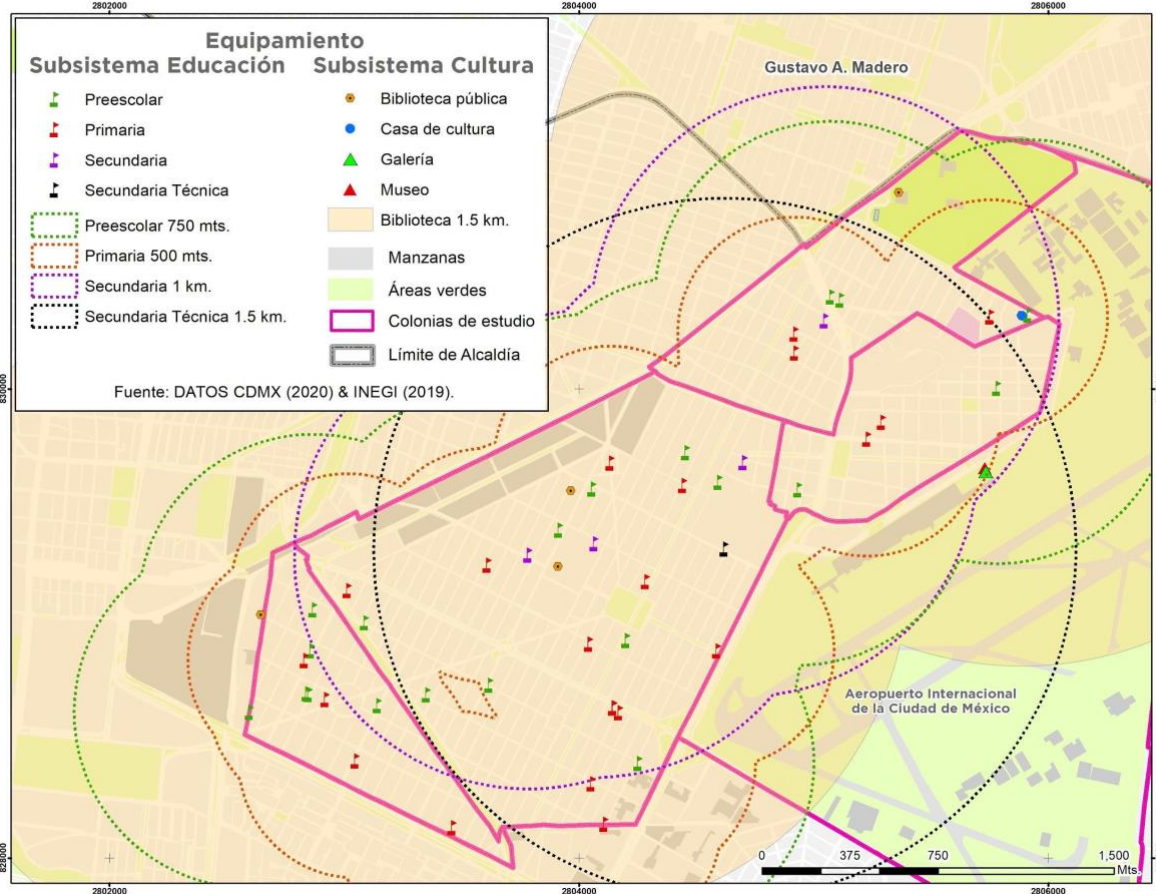 2802000 2804000 2806000
Equipamiento
Subsistema Educación Subsistema Cultura
Preescolar Biblioteca pública
Primaria Casa de cultura
Secundaria Galería
Secundaria Técnica Museo
Preescolar 750 mts. Biblioteca 1.5 km.
Primaria 500 mts. Manzanas
Secundaria 1 km. Áreas verdes
Secundaria Técnica 1.5 km. Colonias de estudio
Límite de Alcaldía
Fuente: DATOS CDMX (2020) & INEGI (2019).
Gustavo A. Madero
830000 830000
Aeropuerto Internacional
de la Ciudad de México
828000 828000
0 375 750 1,500
Mts.
2802000 2804000 2806000